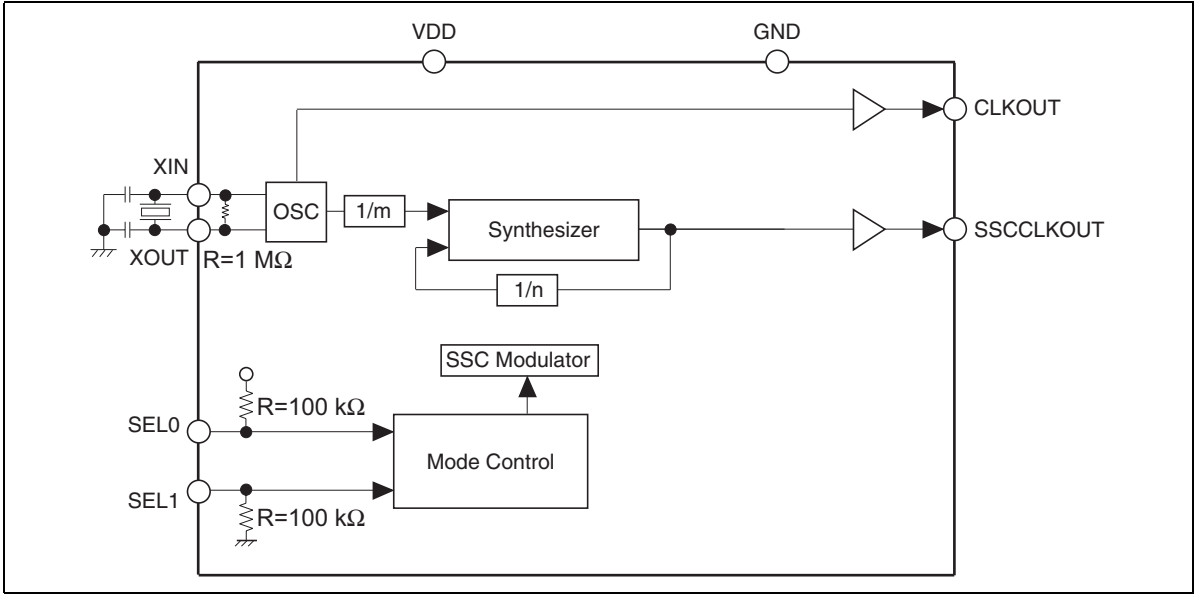 VDD
GND
CLKOUT
XIN
OSC
1/m
Synthesizer
SSCCLKOUT
XOUT
R=1 MΩ
1/n
SSC Modulator
R=100 kΩ
SEL0
Mode Control
SEL1
R=100 kΩ